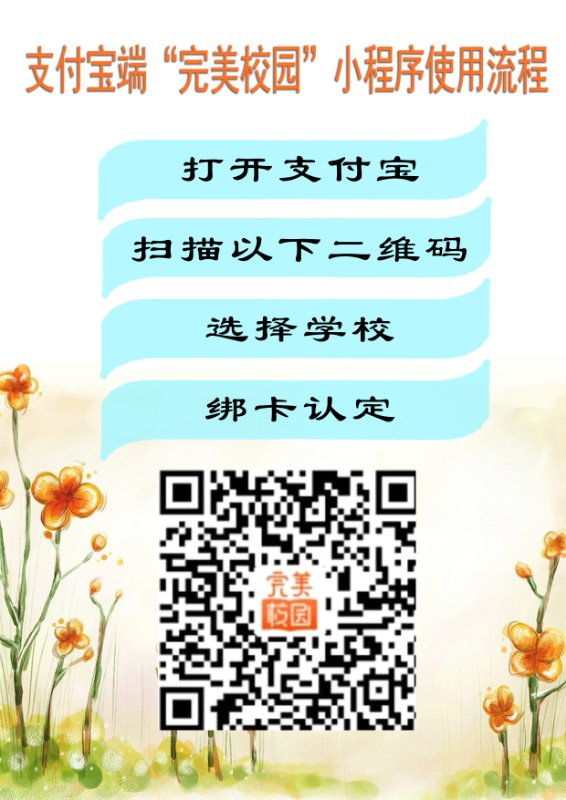 支付宝端“完美校园”小程序使用流程
打开支付宝
扫描以下二维码
选择学校
绑卡认定
完美
校园